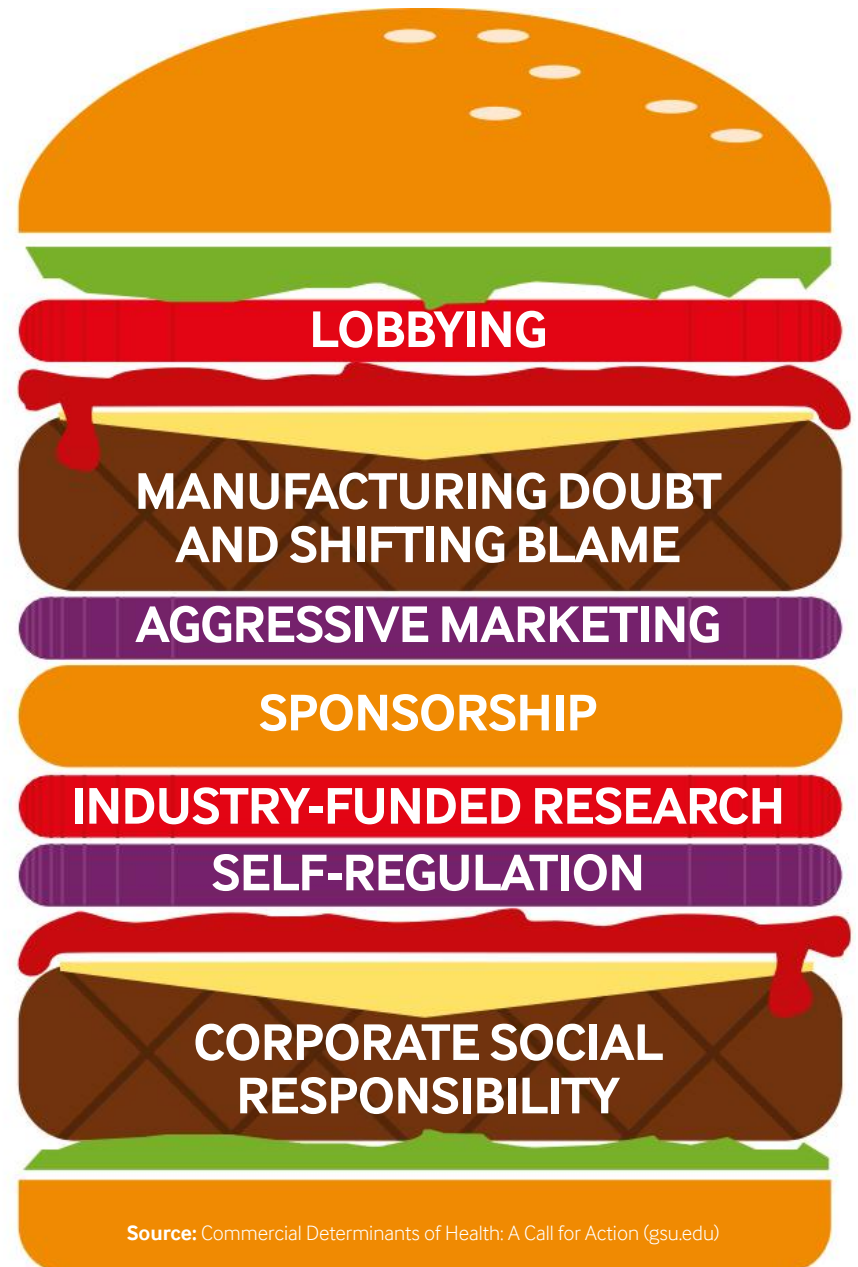 LOBBYING
MANUFACTURING DOUBT
AND SHIFTING BLAME
AGGRESSIVE MARKETING
SPONSORSHIP
INDUSTRY-FUNDED RESEARCH
SELF-REGULATION
CORPORATE SOCIAL
RESPONSIBILITY
Source: Commercial Determinants of Health: A Call for Action (gsu.edu)